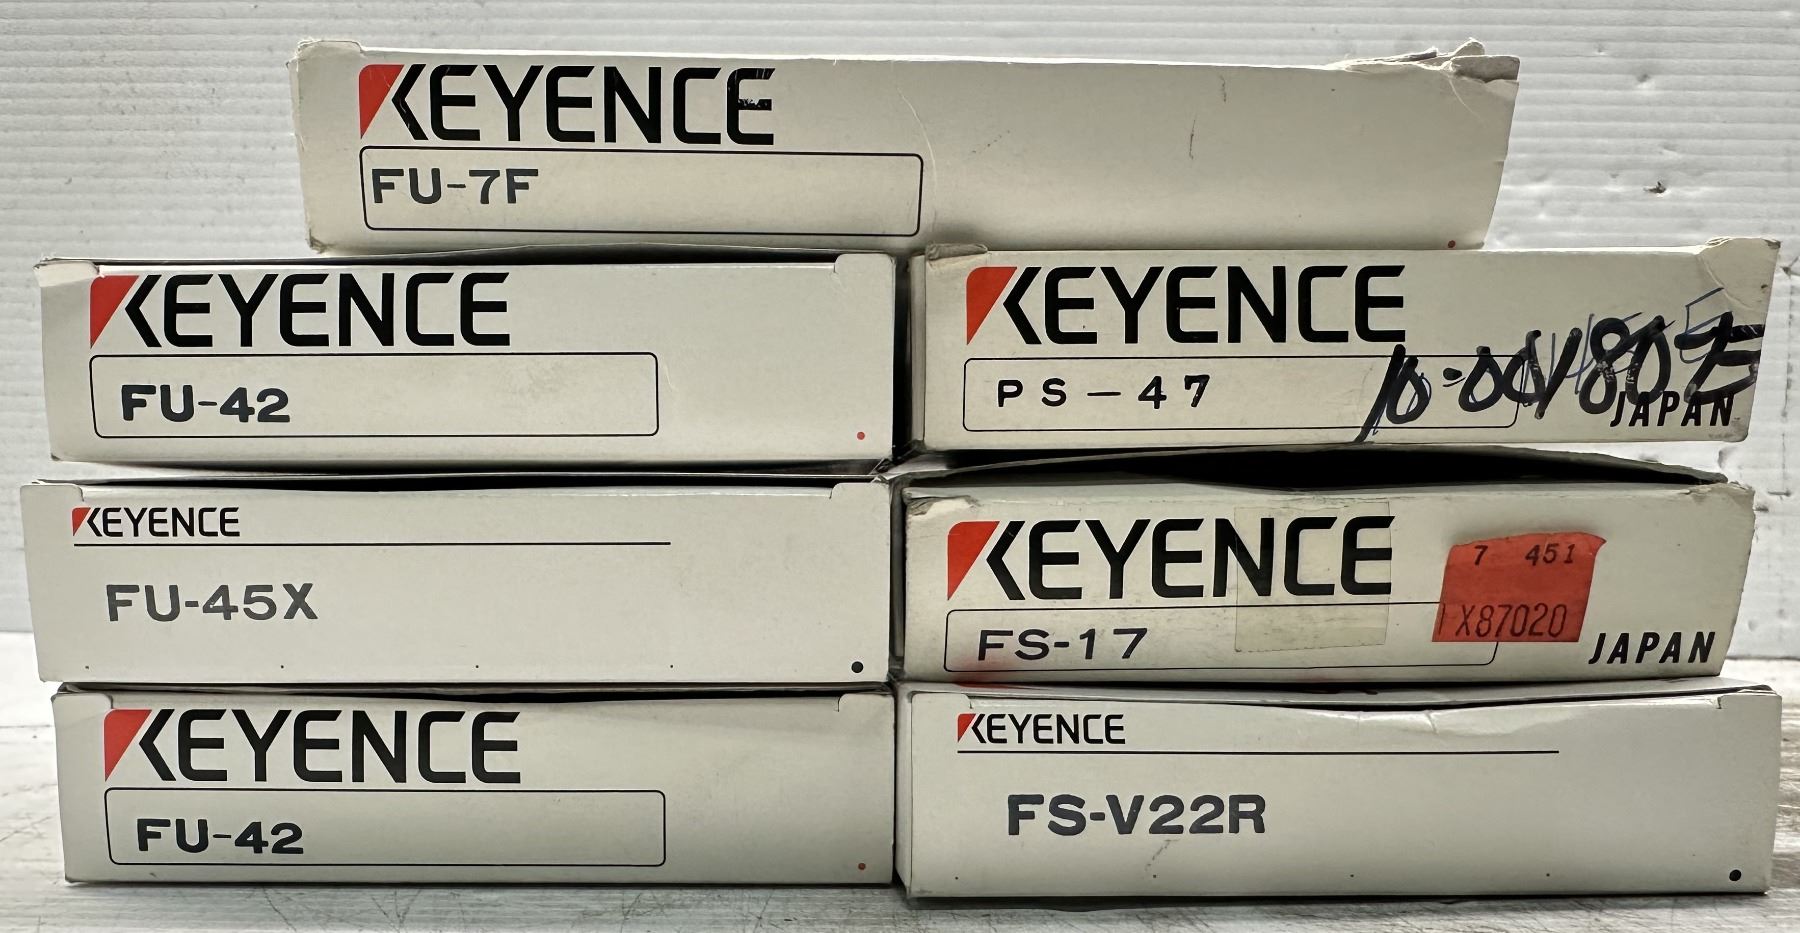 KEYENCE
FU-7F
KEYENCE
FU-42
KEYENCE
PS-47
JAPAN
KEYENCE
FU-45X
KEYENCE
FS-17
7 451
X87020
JAPAN
KEYENCE
FU-42
KEYENCE
FS-V22R